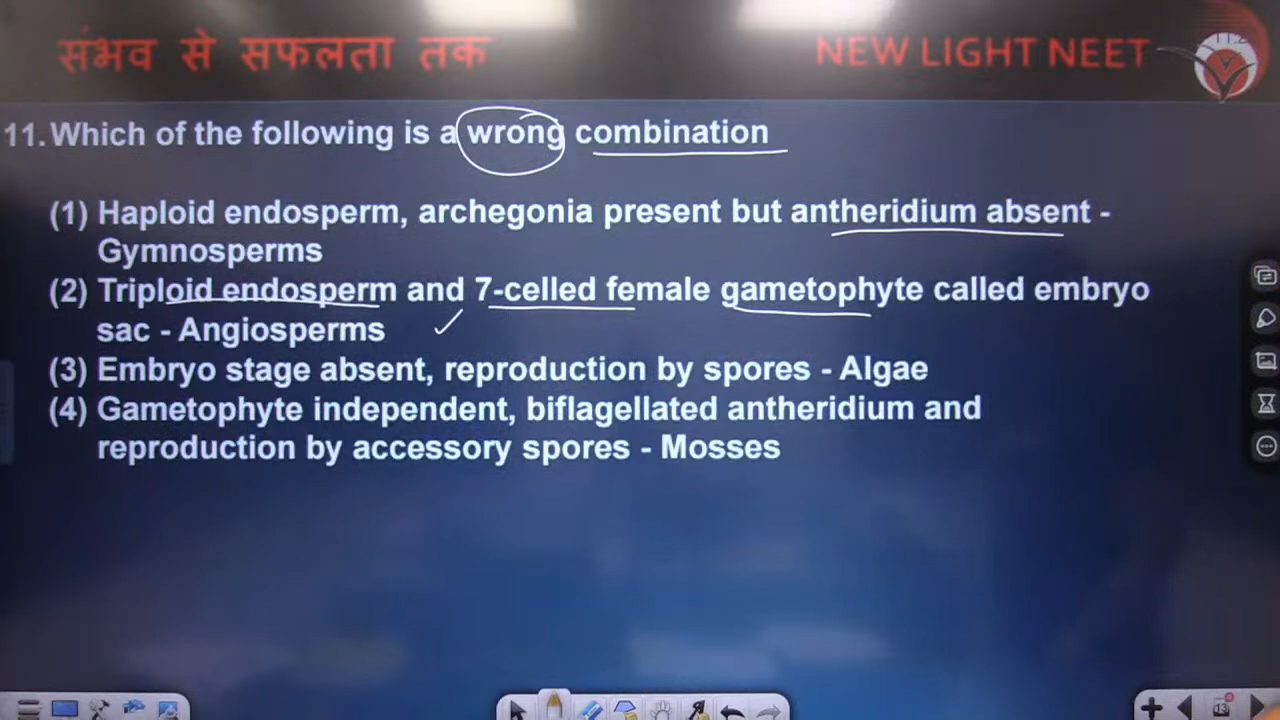 संभव से सफलता तक
NEW LIGHT NEET
11. Which of the following is a wrong combination
(1) Haploid endosperm, archegonia present but antheridium absent -
Gymnosperms
(2) Triploid endosperm and 7-celled female gametophyte called embryo
sac - Angiosperms
(3) Embryo stage absent, reproduction by spores - Algae
(4) Gametophyte independent, biflagellated antheridium and
reproduction by accessory spores - Mosses
13